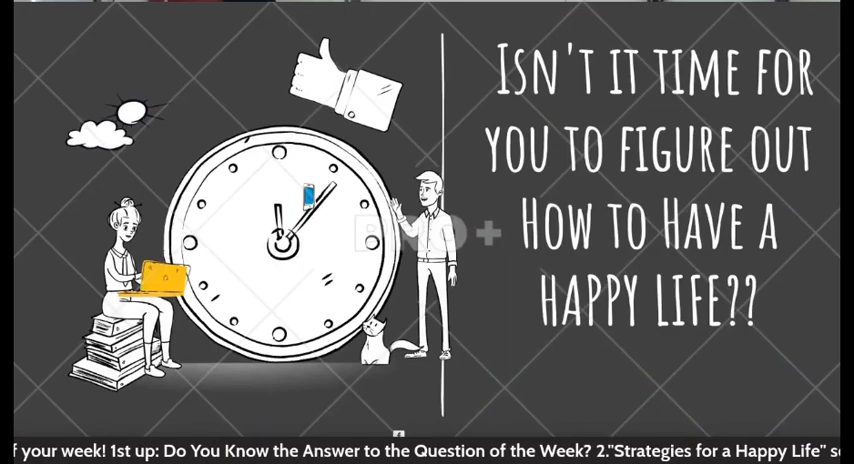 Isn't it time for
you to figure out
How to Have a
happy life??
PRO+
f your week! 1st up: Do You Know the Answer to the Question of the Week? 2."Strategies for a Happy Life" s